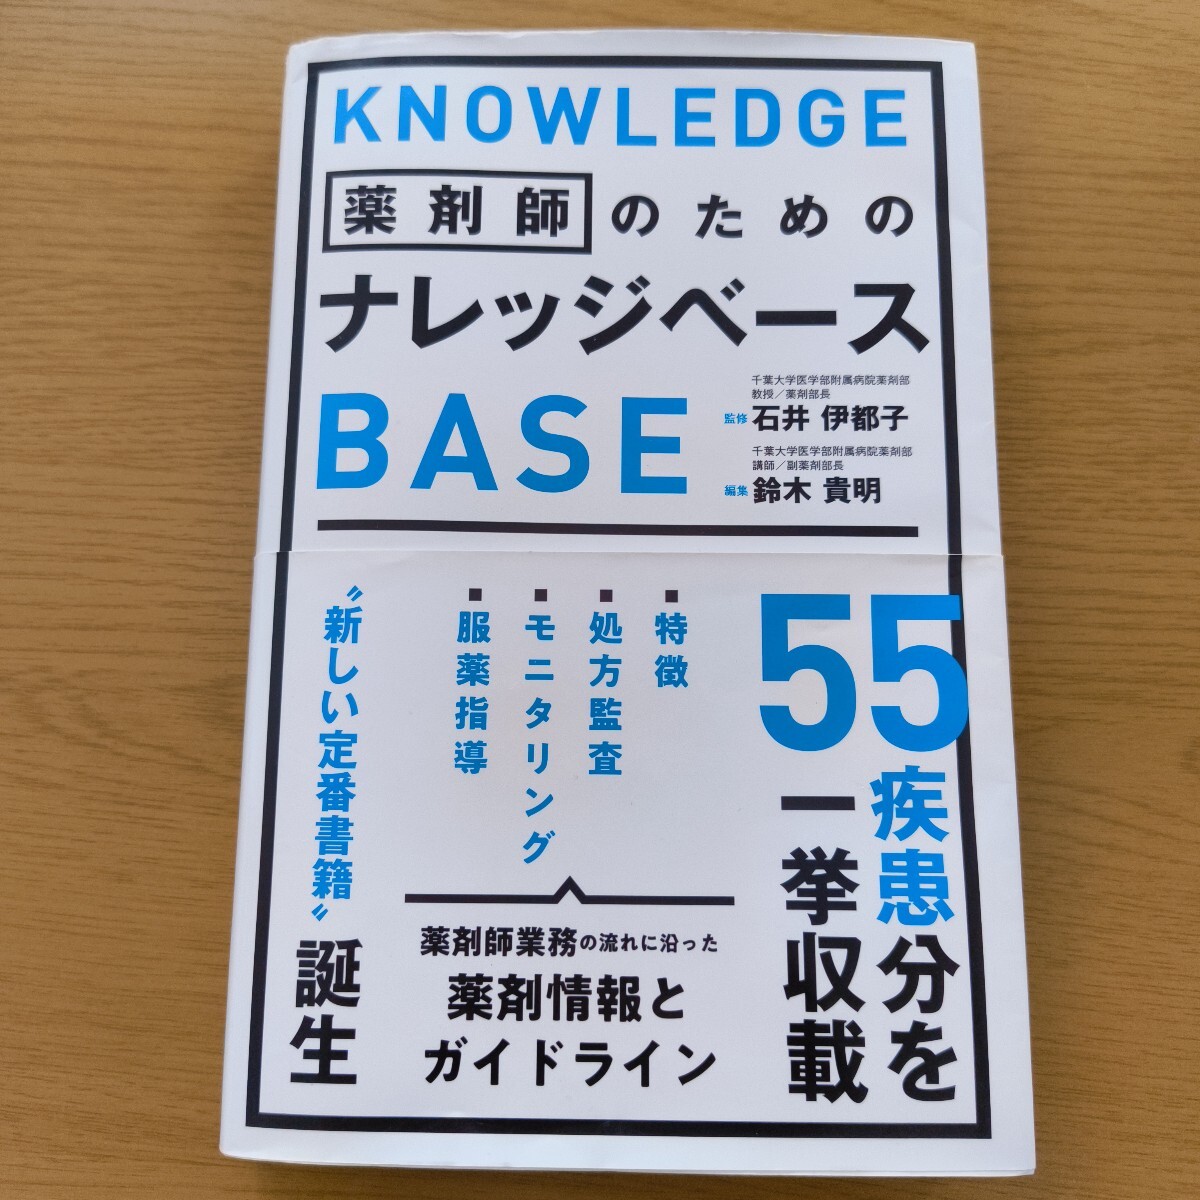 KNOWLEDGE
薬剤師のための
ナレッジベース
BASE
千葉大学医学部附属病院薬剤部
教授/薬剤部長
監修 石井 伊都子
千葉大学医学部附属病院薬剤部
講師/副薬剤部長
編集 鈴木 貴明
55疾患分を
一挙収載
■特徴
■処方監査
■モニタリング
■服薬指導
薬剤師業務の流れに沿った
薬剤情報と
ガイドライン
〝新しい定番書籍〟誕生